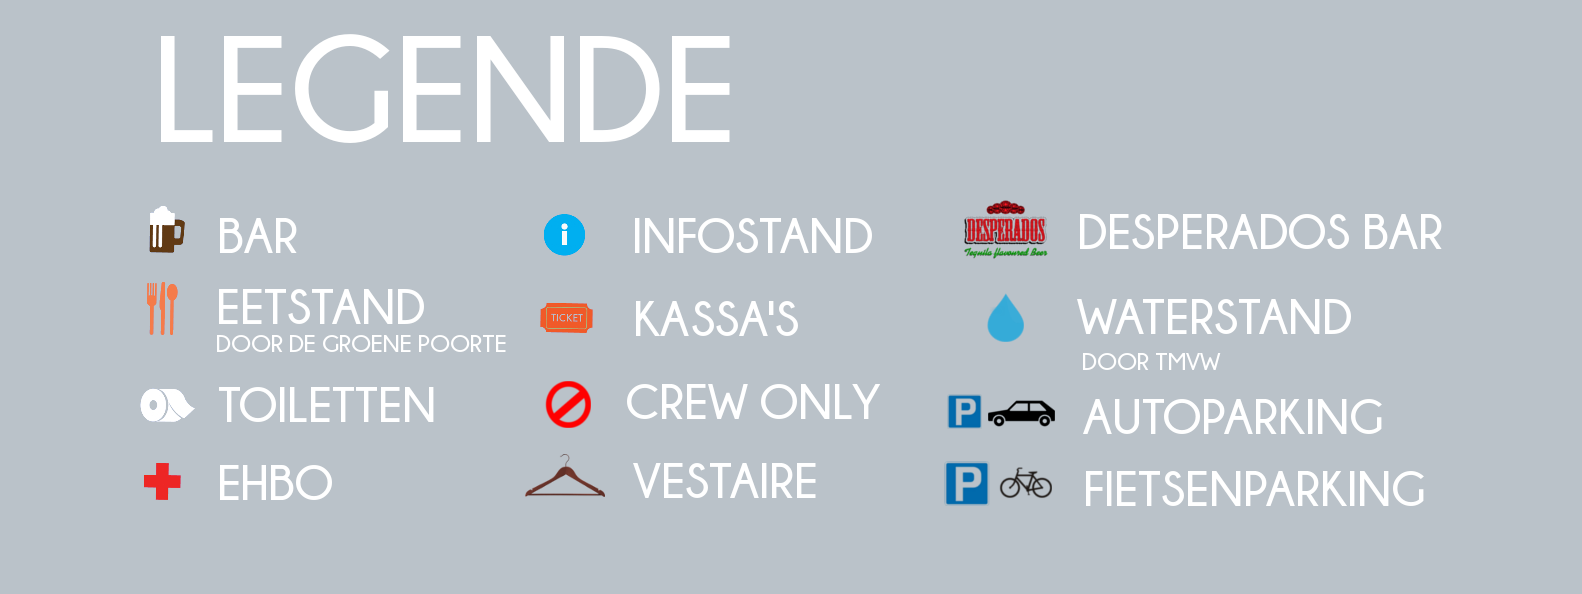 LEGENDE
BAR
EETSTAND
DOOR DE GROENE POORTE
TOILETTEN
EHBO
i
INFOSTAND
TICKET
KASSA'S
CREW ONLY
VESTAIRE
DESPERADOS
Tequila flavoured Beer
DESPERADOS BAR
WATERSTAND
DOOR TMVW
P
AUTOPARKING
P
FIETSENPARKING